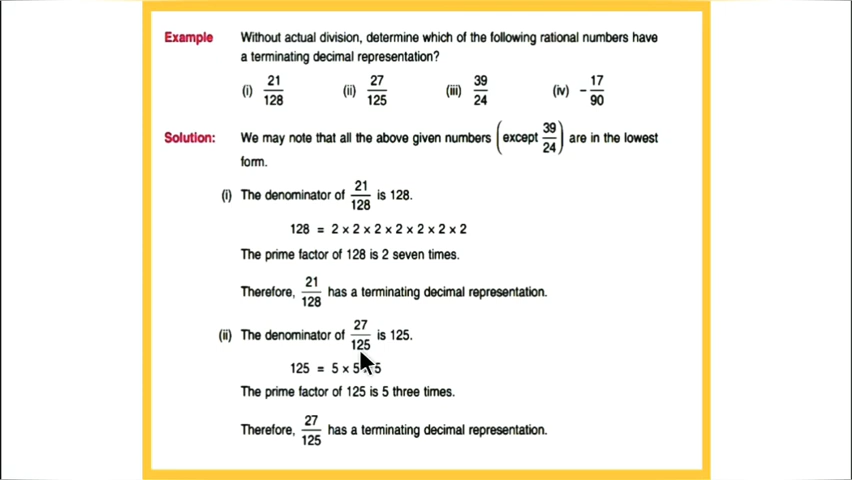 Example Without actual division, determine which of the following rational numbers have
a terminating decimal representation?
(i) 21/128 (ii) 27/125 (iii) 39/24 (iv) -17/90
Solution: We may note that all the above given numbers (except 39/24) are in the lowest
form.
(i) The denominator of 21/128 is 128.
128 = 2 × 2 × 2 × 2 × 2 × 2 × 2
The prime factor of 128 is 2 seven times.
Therefore, 21/128 has a terminating decimal representation.
(ii) The denominator of 27/125 is 125.
125 = 5 × 5 × 5
The prime factor of 125 is 5 three times.
Therefore, 27/125 has a terminating decimal representation.